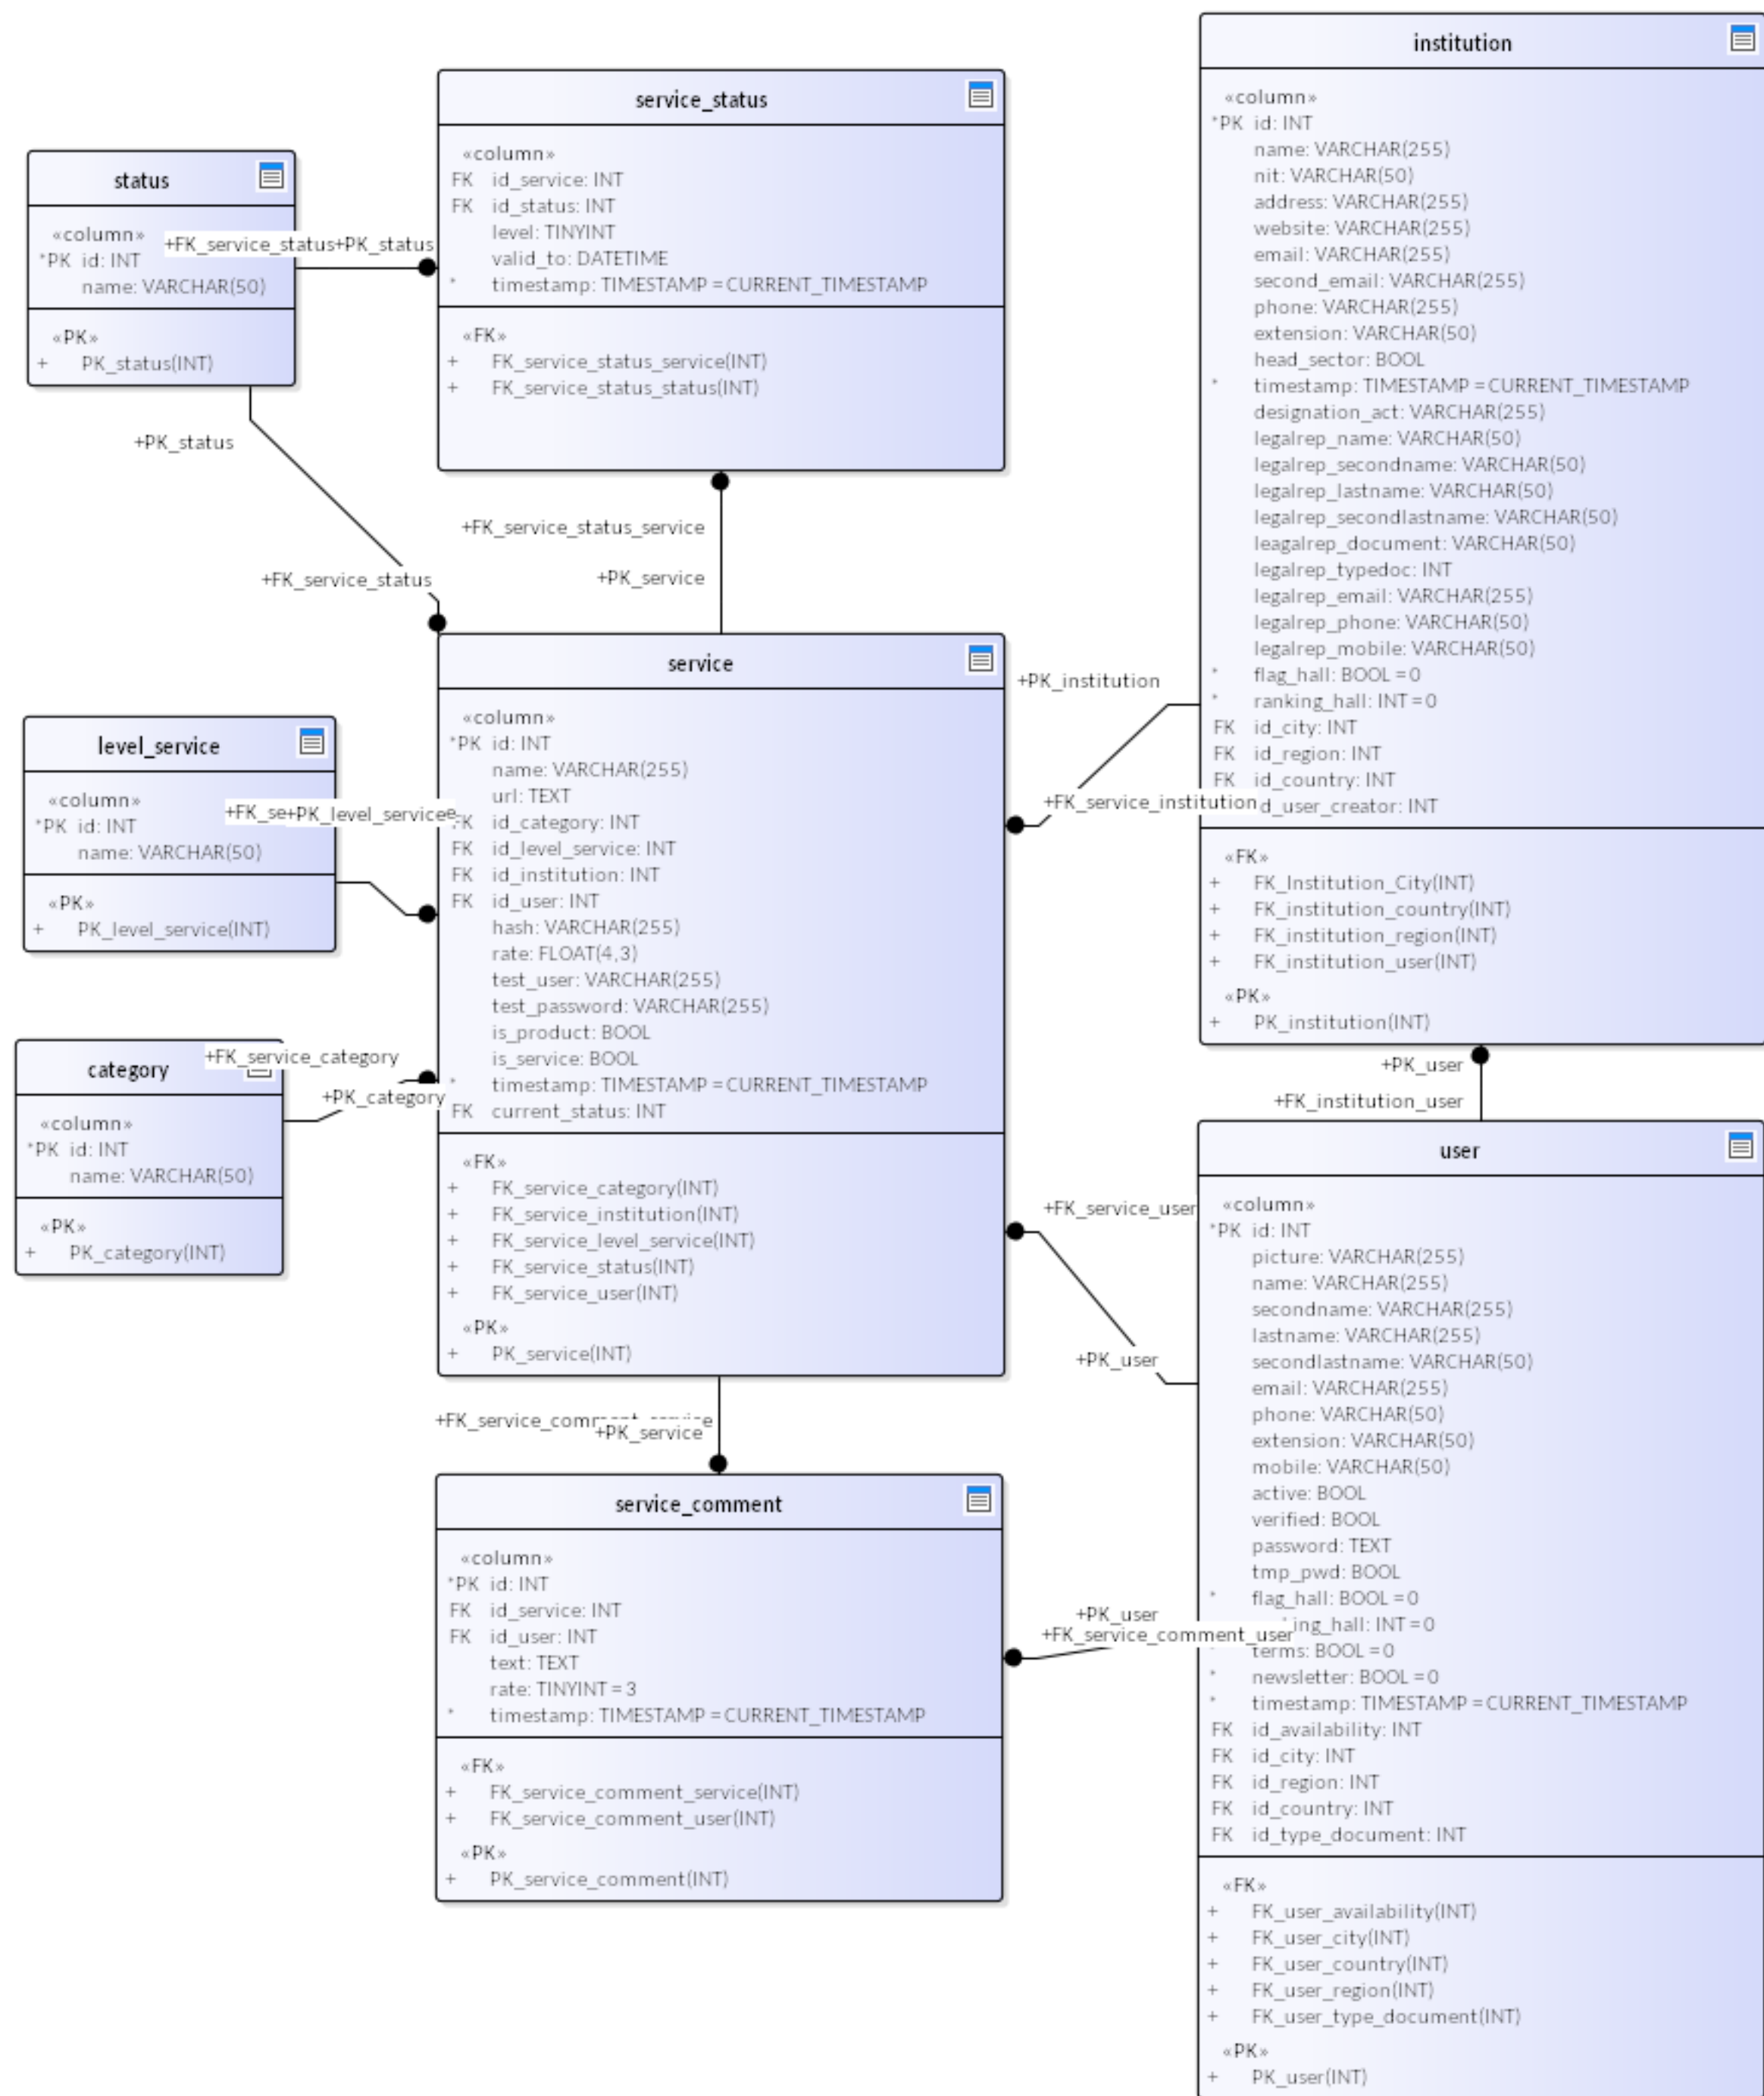 status
«column»
*PK id: INT
name: VARCHAR(50)
«PK»
+ PK_status(INT)
+FK_service_status
+PK_status
service_status
«column»
FK id_service: INT
FK id_status: INT
level: TINYINT
valid_to: DATETIME
* timestamp: TIMESTAMP = CURRENT_TIMESTAMP
«FK»
+ FK_service_status_service(INT)
+ FK_service_status_status(INT)
+PK_status
+FK_service_status
+FK_service_status_service
+PK_service
level_service
«column»
*PK id: INT
name: VARCHAR(50)
«PK»
+ PK_level_service(INT)
+PK_level_service
category
«column»
*PK id: INT
name: VARCHAR(50)
«PK»
+ PK_category(INT)
+FK_service_category
+PK_category
service
«column»
*PK id: INT
name: VARCHAR(255)
url: TEXT
FK id_category: INT
FK id_level_service: INT
FK id_institution: INT
FK id_user: INT
hash: VARCHAR(255)
rate: FLOAT(4,3)
test_user: VARCHAR(255)
test_password: VARCHAR(255)
is_product: BOOL
is_service: BOOL
* timestamp: TIMESTAMP = CURRENT_TIMESTAMP
FK current_status: INT
«FK»
+ FK_service_category(INT)
+ FK_service_institution(INT)
+ FK_service_level_service(INT)
+ FK_service_status(INT)
+ FK_service_user(INT)
«PK»
+ PK_service(INT)
+PK_service
service_comment
«column»
*PK id: INT
FK id_service: INT
FK id_user: INT
text: TEXT
rate: TINYINT = 3
* timestamp: TIMESTAMP = CURRENT_TIMESTAMP
«FK»
+ FK_service_comment_service(INT)
+ FK_service_comment_user(INT)
«PK»
+ PK_service_comment(INT)
+PK_institution
+FK_service_institution
+FK_service_user
+PK_user
+PK_user
+FK_service_comment_user
institution
«column»
*PK id: INT
name: VARCHAR(255)
nit: VARCHAR(50)
address: VARCHAR(255)
website: VARCHAR(255)
email: VARCHAR(255)
second_email: VARCHAR(255)
phone: VARCHAR(255)
extension: VARCHAR(50)
head_sector: BOOL
* timestamp: TIMESTAMP = CURRENT_TIMESTAMP
designation_act: VARCHAR(255)
legalrep_name: VARCHAR(50)
legalrep_secondname: VARCHAR(50)
legalrep_lastname: VARCHAR(50)
legalrep_secondlastname: VARCHAR(50)
leagalrep_document: VARCHAR(50)
legalrep_typedoc: INT
legalrep_email: VARCHAR(255)
legalrep_phone: VARCHAR(50)
legalrep_mobile: VARCHAR(50)
* flag_hall: BOOL = 0
* ranking_hall: INT = 0
FK id_city: INT
FK id_region: INT
FK id_country: INT
d_user_creator: INT
«FK»
+ FK_Institution_City(INT)
+ FK_institution_country(INT)
+ FK_institution_region(INT)
+ FK_institution_user(INT)
«PK»
+ PK_institution(INT)
+PK_user
+FK_institution_user
user
«column»
*PK id: INT
picture: VARCHAR(255)
name: VARCHAR(255)
secondname: VARCHAR(255)
lastname: VARCHAR(255)
secondlastname: VARCHAR(50)
email: VARCHAR(255)
phone: VARCHAR(50)
extension: VARCHAR(50)
mobile: VARCHAR(50)
active: BOOL
verified: BOOL
password: TEXT
tmp_pwd: BOOL
* flag_hall: BOOL = 0
ing_hall: INT = 0
* terms: BOOL = 0
* newsletter: BOOL = 0
* timestamp: TIMESTAMP = CURRENT_TIMESTAMP
FK id_availability: INT
FK id_city: INT
FK id_region: INT
FK id_country: INT
FK id_type_document: INT
«FK»
+ FK_user_availability(INT)
+ FK_user_city(INT)
+ FK_user_country(INT)
+ FK_user_region(INT)
+ FK_user_type_document(INT)
«PK»
+ PK_user(INT)